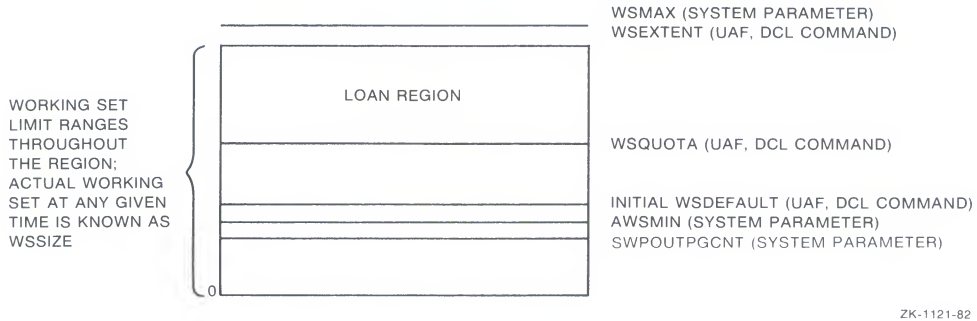 WSMAX (SYSTEM PARAMETER)
WSEXTENT (UAF, DCL COMMAND)
LOAN REGION
WORKING SET
LIMIT RANGES
THROUGHOUT
THE REGION;
ACTUAL WORKING
SET AT ANY GIVEN
TIME IS KNOWN AS
WSSIZE
WSQUOTA (UAF, DCL COMMAND)
INITIAL WSDEFAULT (UAF, DCL COMMAND)
AWSMIN (SYSTEM PARAMETER)
SWPOUTPGCNT (SYSTEM PARAMETER)
0
ZK-1121-82